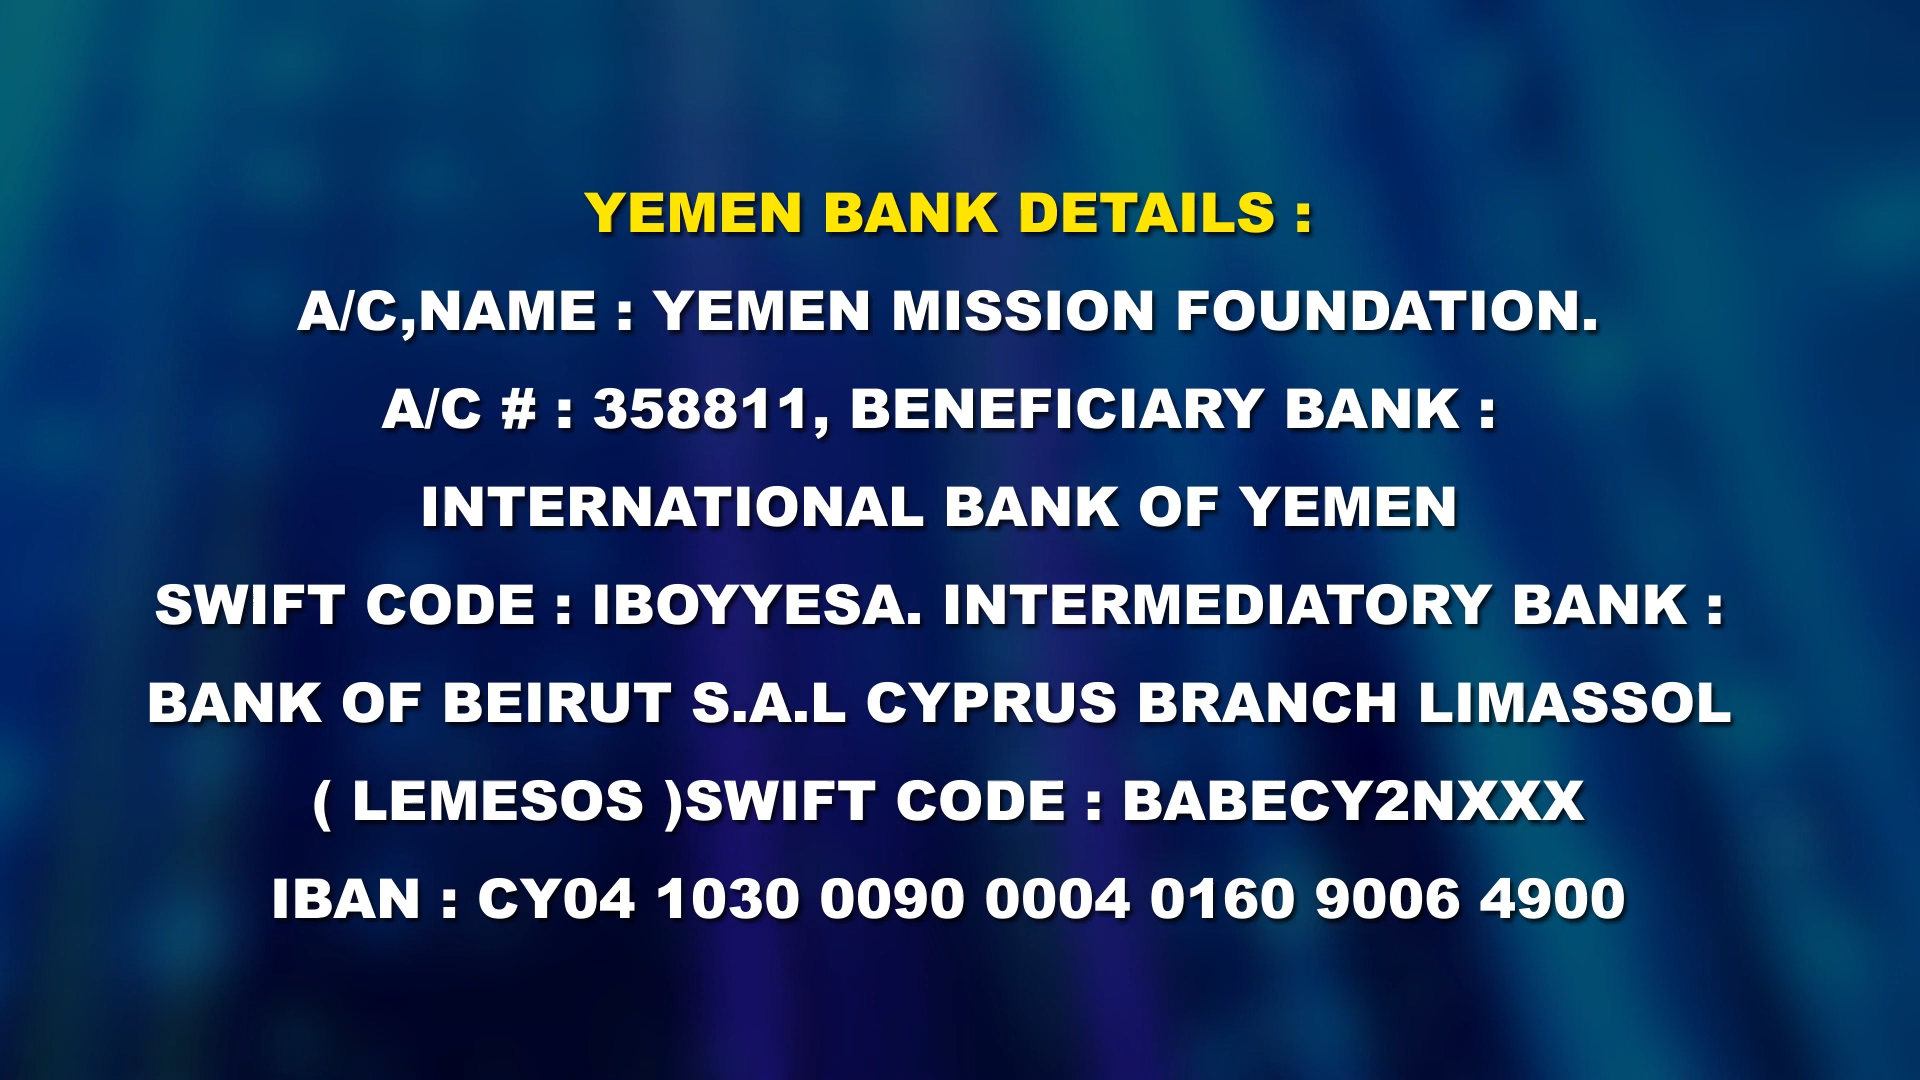 YEMEN BANK DETAILS :
A/C,NAME : YEMEN MISSION FOUNDATION.
A/C # : 358811, BENEFICIARY BANK :
INTERNATIONAL BANK OF YEMEN
SWIFT CODE : IBOYYESA. INTERMEDIATORY BANK :
BANK OF BEIRUT S.A.L CYPRUS BRANCH LIMASSOL
( LEMESOS )SWIFT CODE : BABECY2NXXX
IBAN : CY04 1030 0090 0004 0160 9006 4900